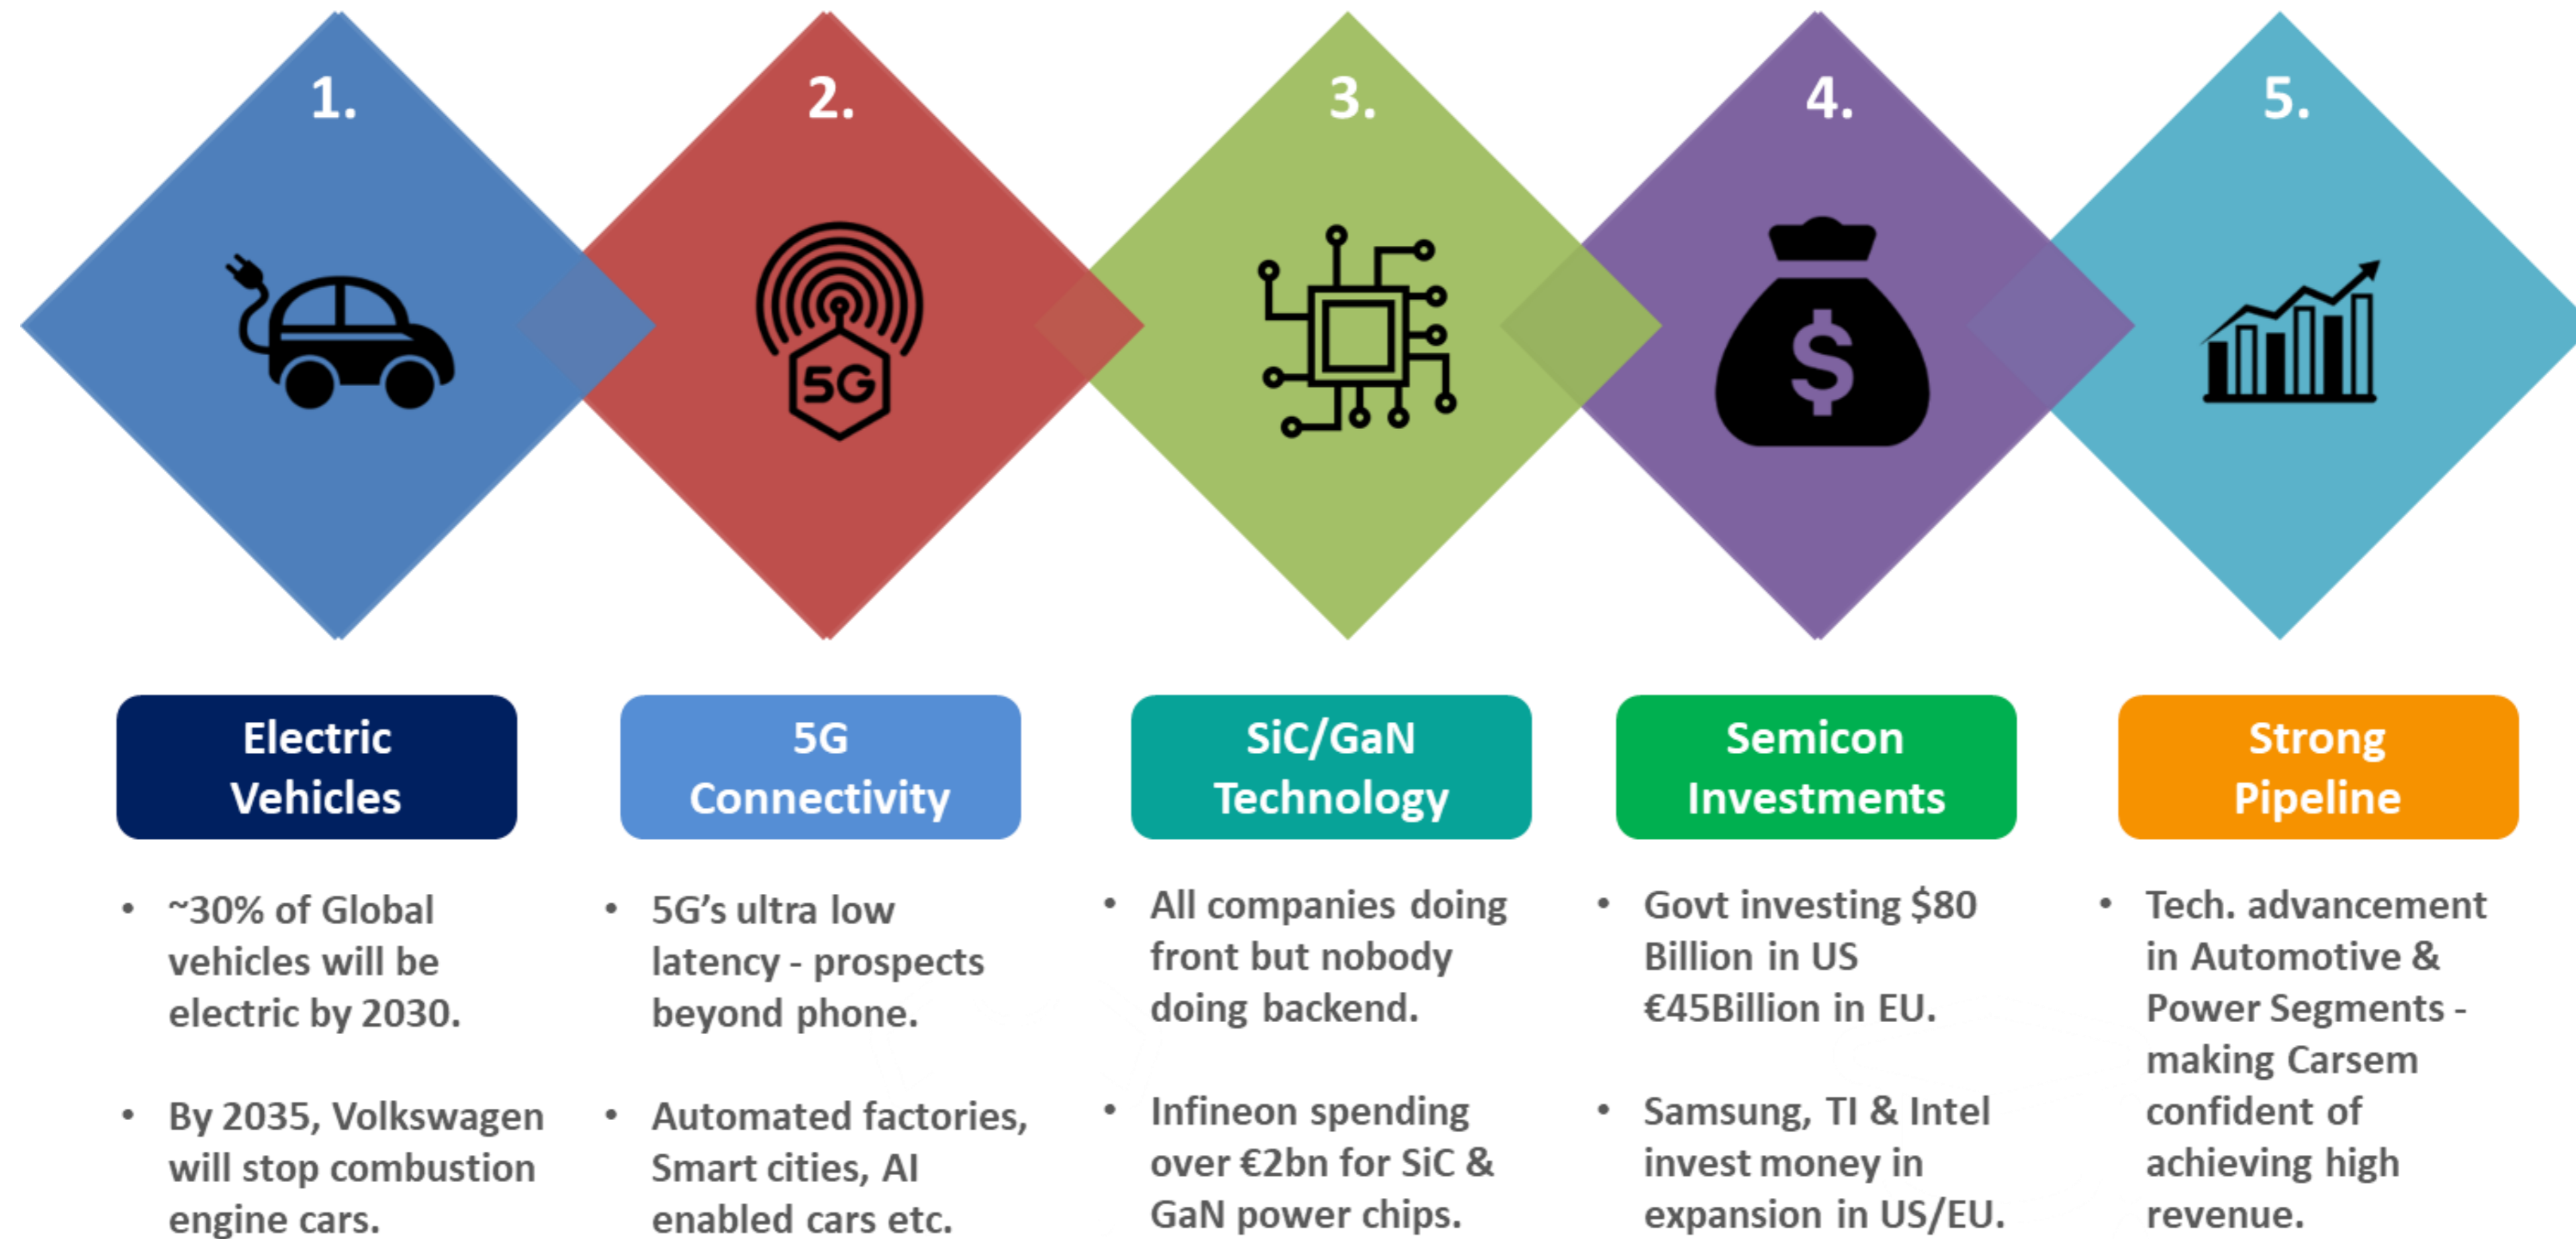 1.
2.
3.
4.
5.
5G
$
Electric
Vehicles
5G
Connectivity
SiC/GaN
Technology
Semicon
Investments
Strong
Pipeline
• ~30% of Global
vehicles will be
electric by 2030.
• By 2035, Volkswagen
will stop combustion
engine cars.
• 5G’s ultra low
latency - prospects
beyond phone.
• Automated factories,
Smart cities, AI
enabled cars etc.
• All companies doing
front but nobody
doing backend.
• Infineon spending
over €2bn for SiC &
GaN power chips.
• Govt investing $80
Billion in US
€45Billion in EU.
• Samsung, TI & Intel
invest money in
expansion in US/EU.
• Tech. advancement
in Automotive &
Power Segments -
making Carsem
confident of
achieving high
revenue.